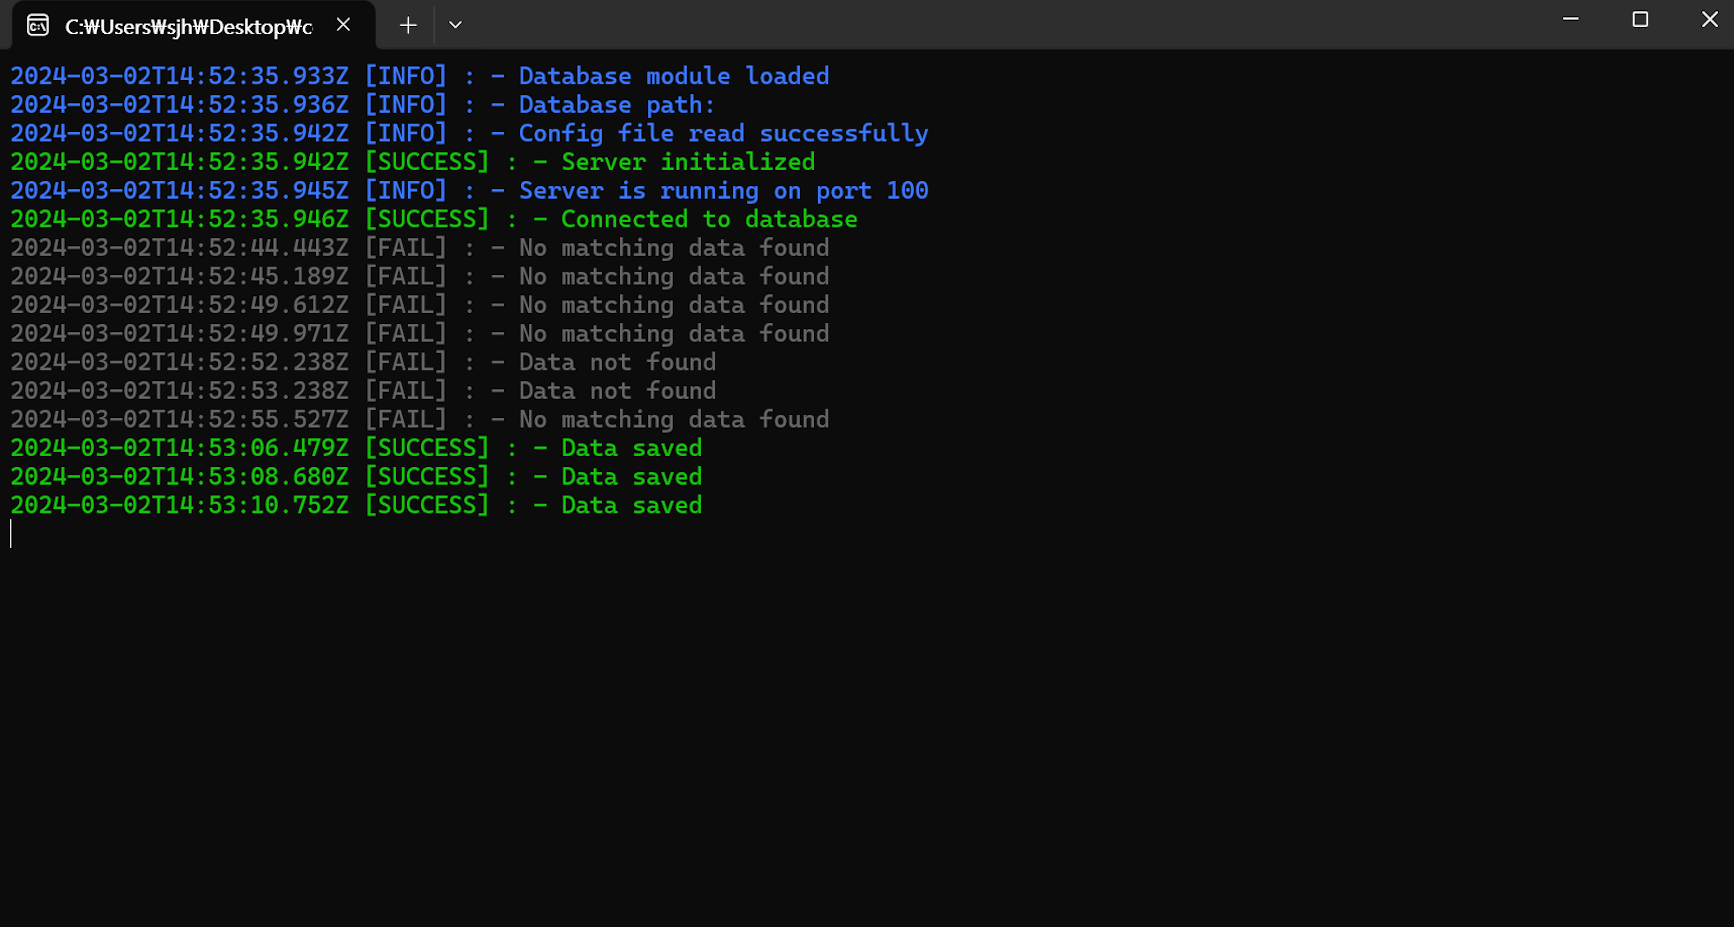 C:₩Users₩sjh₩Desktop₩c
2024-03-02T14:52:35.933Z [INFO] : - Database module loaded
2024-03-02T14:52:35.936Z [INFO] : - Database path:
2024-03-02T14:52:35.942Z [INFO] : - Config file read successfully
2024-03-02T14:52:35.942Z [SUCCESS] : - Server initialized
2024-03-02T14:52:35.945Z [INFO] : - Server is running on port 100
2024-03-02T14:52:35.946Z [SUCCESS] : - Connected to database
2024-03-02T14:52:44.443Z [FAIL] : - No matching data found
2024-03-02T14:52:45.189Z [FAIL] : - No matching data found
2024-03-02T14:52:49.612Z [FAIL] : - No matching data found
2024-03-02T14:52:49.971Z [FAIL] : - No matching data found
2024-03-02T14:52:52.238Z [FAIL] : - Data not found
2024-03-02T14:52:53.238Z [FAIL] : - Data not found
2024-03-02T14:52:55.527Z [FAIL] : - No matching data found
2024-03-02T14:53:06.479Z [SUCCESS] : - Data saved
2024-03-02T14:53:08.680Z [SUCCESS] : - Data saved
2024-03-02T14:53:10.752Z [SUCCESS] : - Data saved